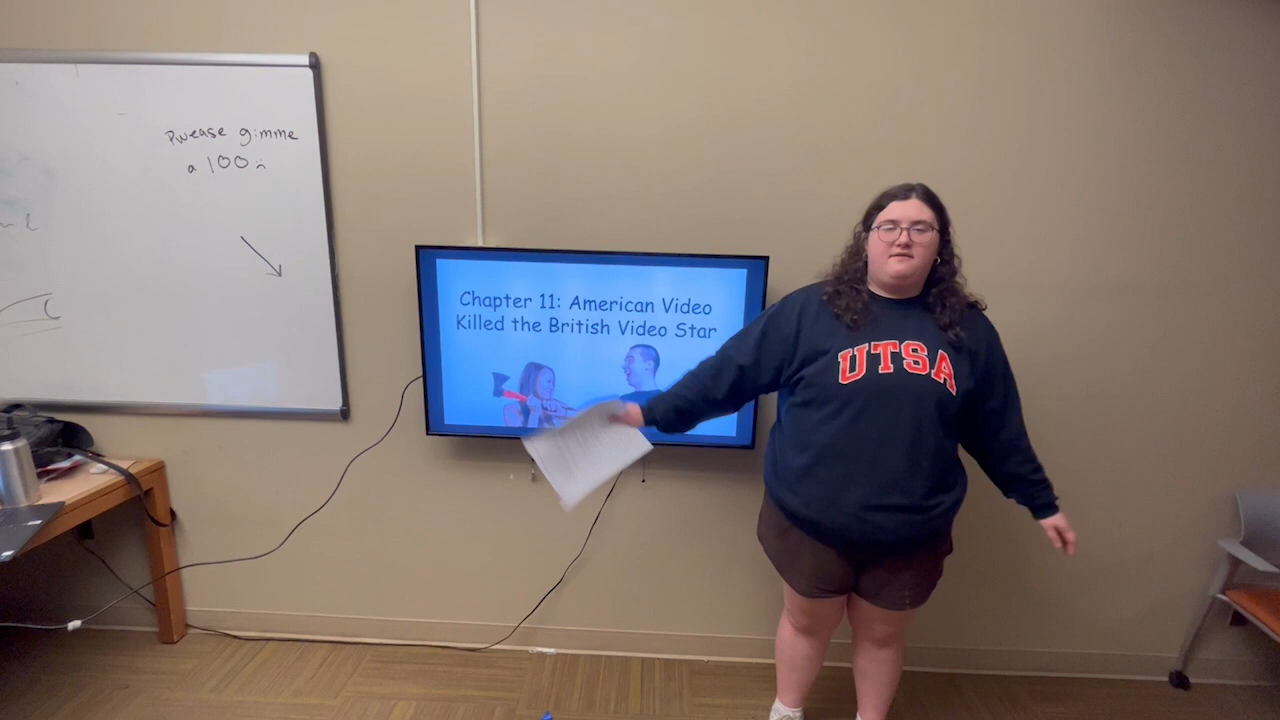 Pwease gimme
a 100 :(
Chapter 11: American Video
Killed the British Video Star
UTSA